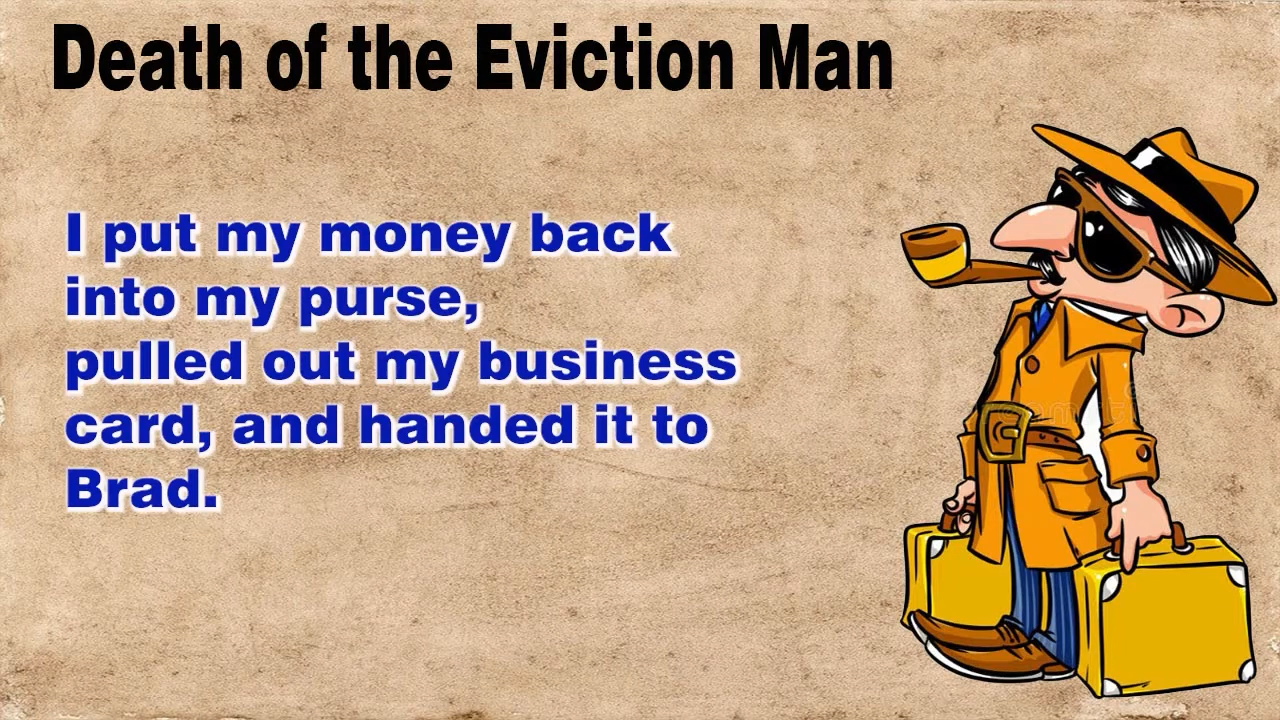 Death of the Eviction Man
I put my money back
into my purse,
pulled out my business
card, and handed it to
Brad.